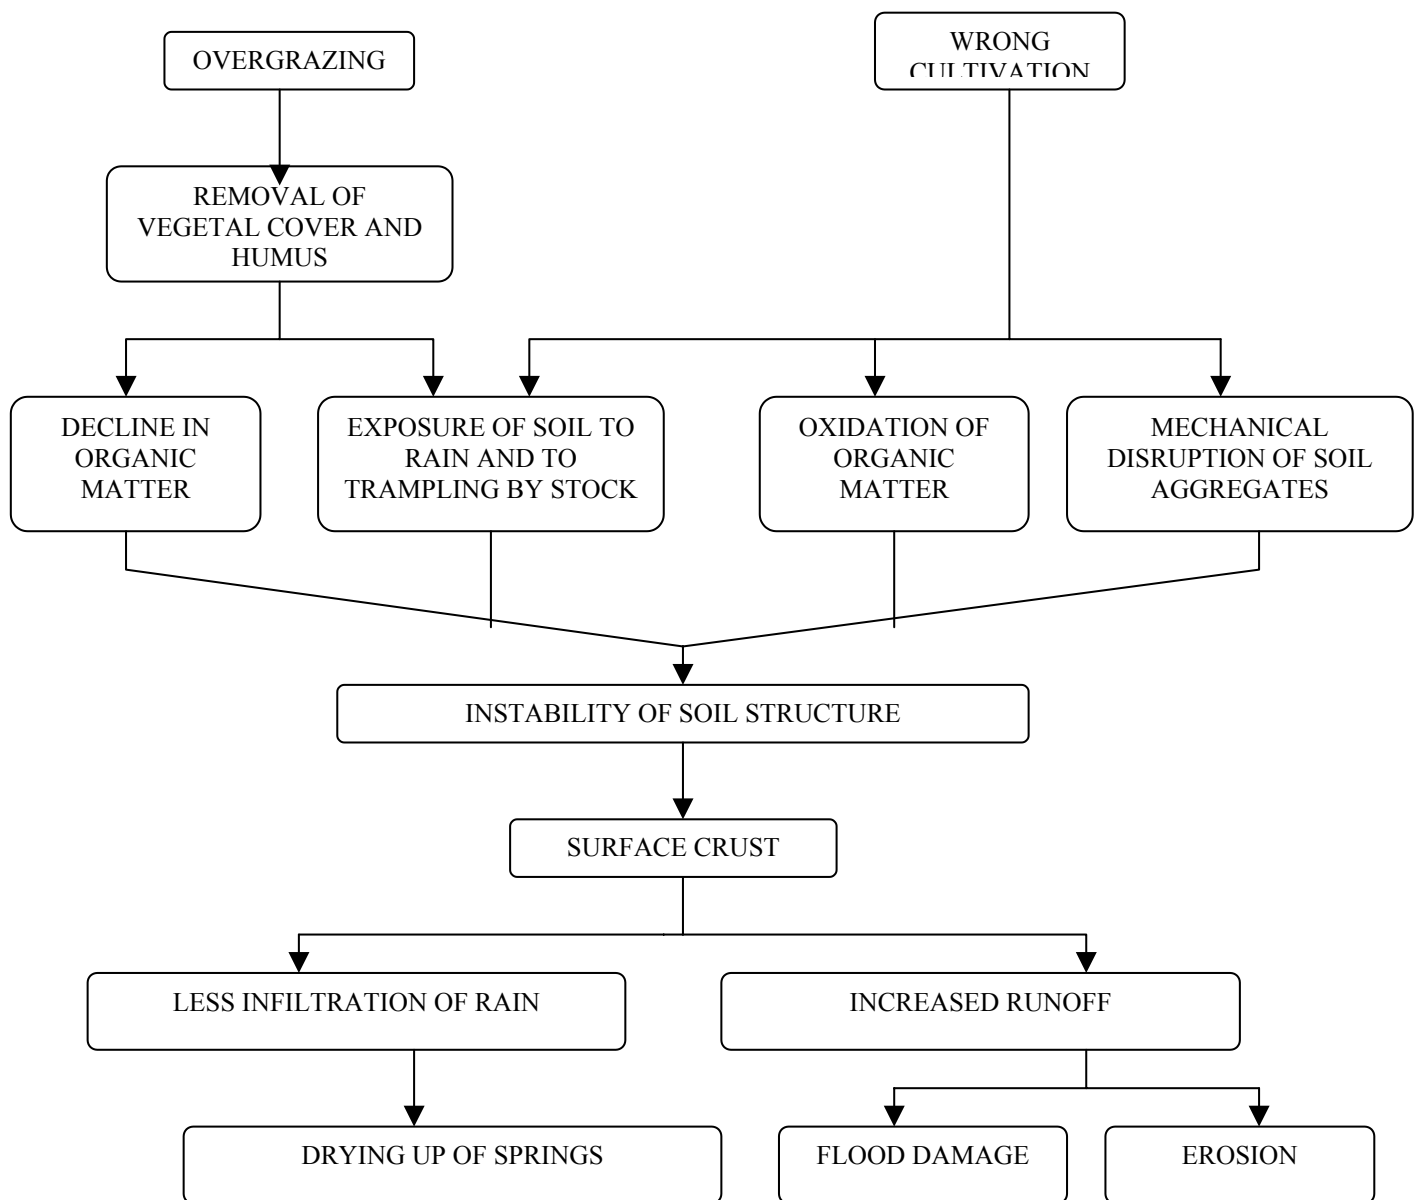 OVERGRAZING
WRONG
CULTIVATION
REMOVAL OF
VEGETAL COVER AND
HUMUS
DECLINE IN
ORGANIC
MATTER
EXPOSURE OF SOIL TO
RAIN AND TO
TRAMPLING BY STOCK
OXIDATION OF
ORGANIC
MATTER
MECHANICAL
DISRUPTION OF SOIL
AGGREGATES
INSTABILITY OF SOIL STRUCTURE
SURFACE CRUST
LESS INFILTRATION OF RAIN
INCREASED RUNOFF
DRYING UP OF SPRINGS
FLOOD DAMAGE
EROSION